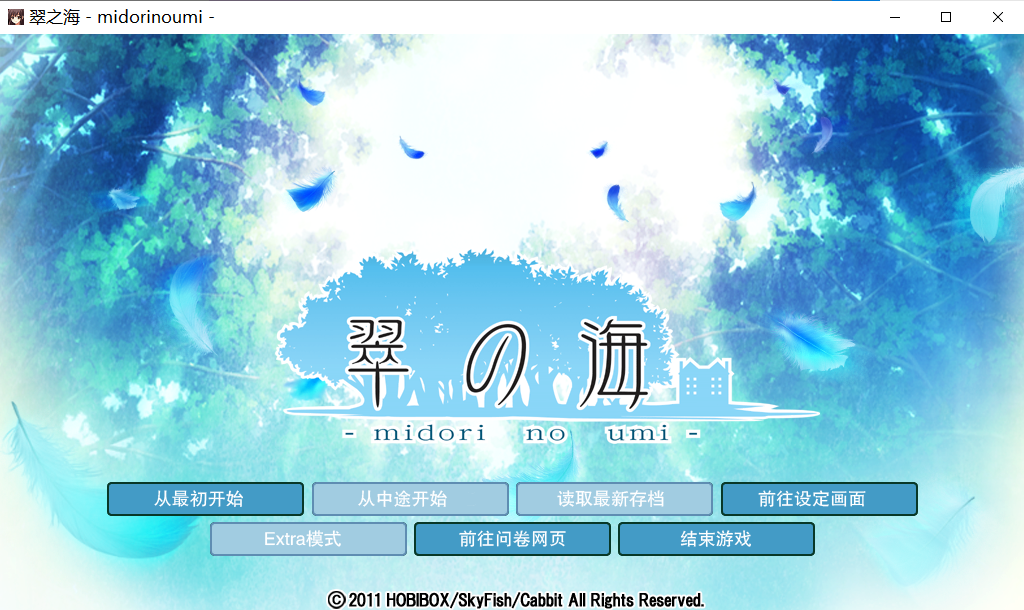 翠之海 - midorinoumi -
翠の海
- midori no umi -
从最初开始 从中途开始 读取最新存档 前往设定画面
Extra模式 前往问卷网页 结束游戏
© 2011 HOBIBOX/SkyFish/Cabbit All Rights Reserved.